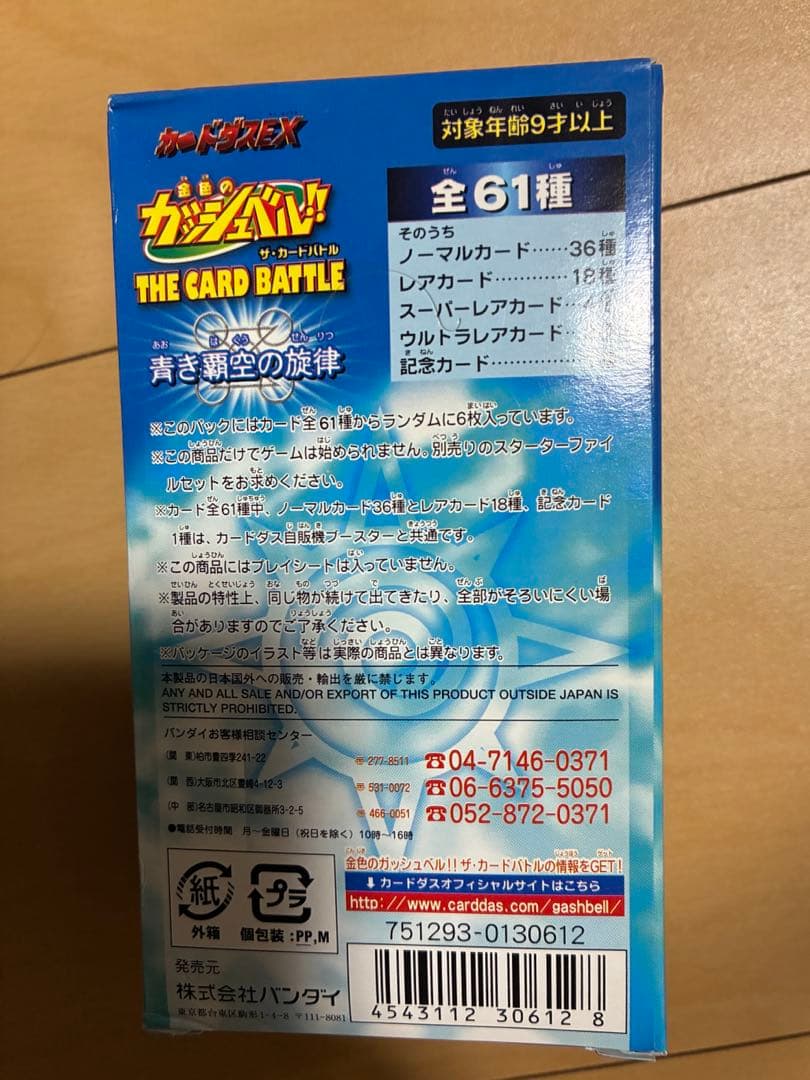 カードダスEX
対象年齢9才以上
金色の
ガッシュベル!!
ザ・カードバトル
THE CARD BATTLE
青き覇空の旋律
全61種
そのうち
ノーマルカード……36種
レアカード…………18種
スーパーレアカード…
ウルトラレアカード…
記念カード……………
※このパックにはカード全61種からランダムに6枚入っています。
※この商品だけでゲームは始められません。別売りのスターターファイ
ルセットをお求めください。
※カード全61種中、ノーマルカード36種とレアカード18種、記念カード
1種は、カードダス自販機ブースターと共通です。
※この商品にはプレイシートは入っていません。
※製品の特性上、同じ物が続けて出てきたり、全部がそろいにくい場
合がありますのでご了承ください。
※パッケージのイラスト等は実際の商品とは異なります。
本製品の日本国外への販売・輸出を厳に禁じます。
ANY AND ALL SALE AND/OR EXPORT OF THIS PRODUCT OUTSIDE JAPAN IS
STRICTLY PROHIBITED.
バンダイお客様相談センター
(関 東)柏市豊四季241-22 〒277-8511 ☎04-7146-0371
(関 西)大阪市北区豊崎4-12-3 〒531-0072 ☎06-6375-5050
(中 部)名古屋市昭和区御器所3-2-5 〒466-0051 ☎052-872-0371
●電話受付時間 月〜金曜日(祝日を除く)10時〜16時
金色のガッシュベル!! ザ・カードバトルの情報をGET!
⬇カードダスオフィシャルサイトはこちら
http://www.carddas.com/gashbell/
紙
外箱
プラ
個包装:PP,M
751293-0130612
発売元
株式会社バンダイ
東京都台東区駒形1-4-8 〒111-8081
4543112 306128